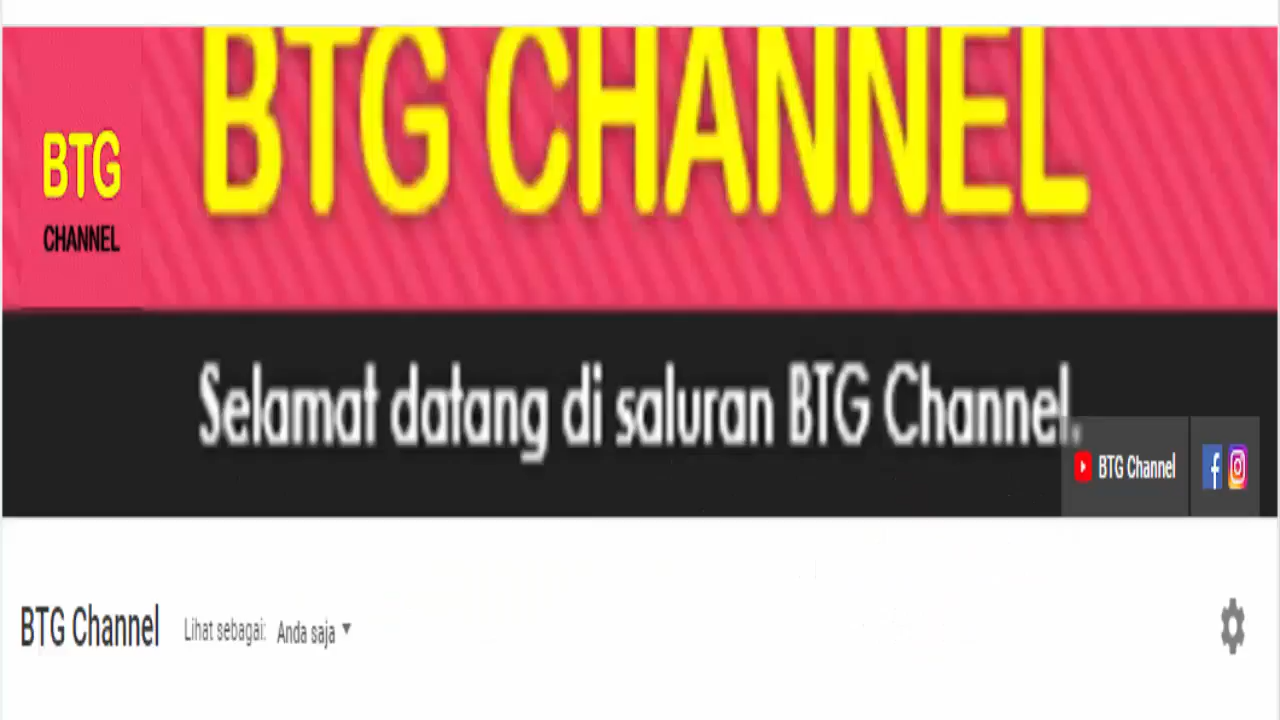 BTG CHANNEL
BTG
CHANNEL
Selamat datang di saluran BTG Channel.
BTG Channel
BTG Channel
Lihat sebagai: Anda saja